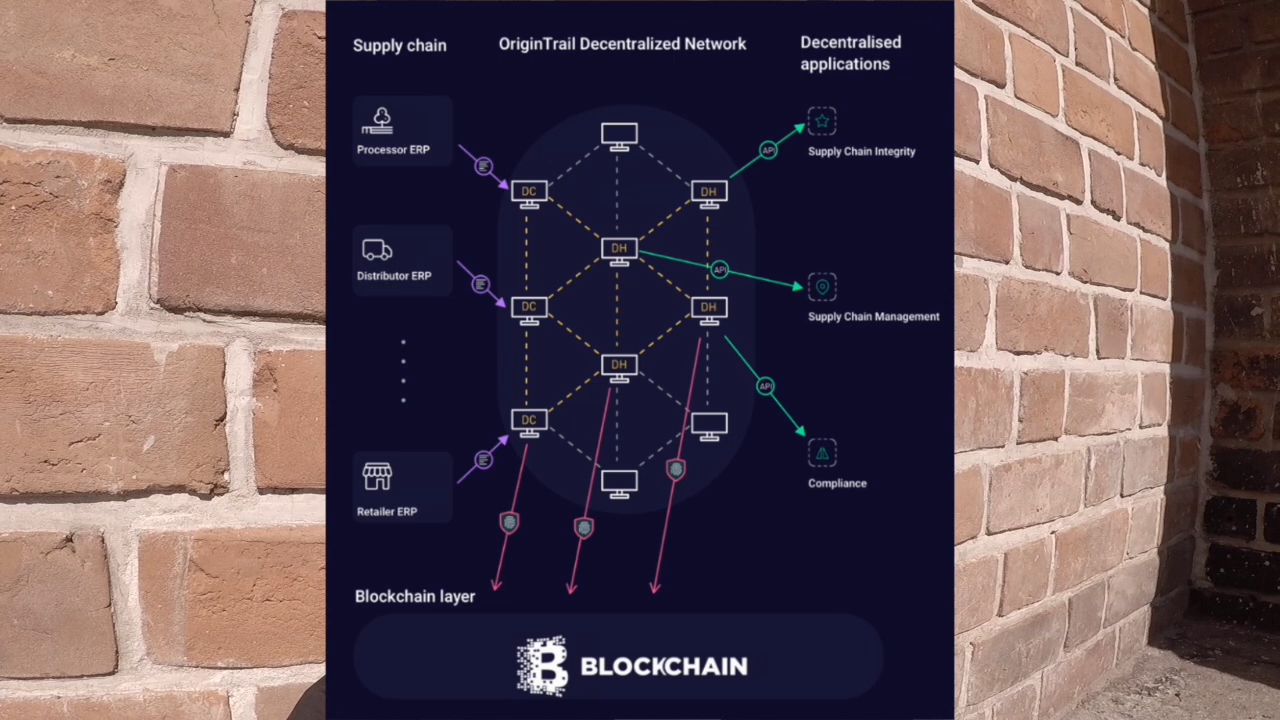 Supply chain
OriginTrail Decentralized Network
Decentralised
applications
Processor ERP
DC
DH
API
Supply Chain Integrity
Distributor ERP
DH
API
DC
DH
Supply Chain Management
DH
API
DC
Retailer ERP
Compliance
Blockchain layer
B BLOCKCHAIN